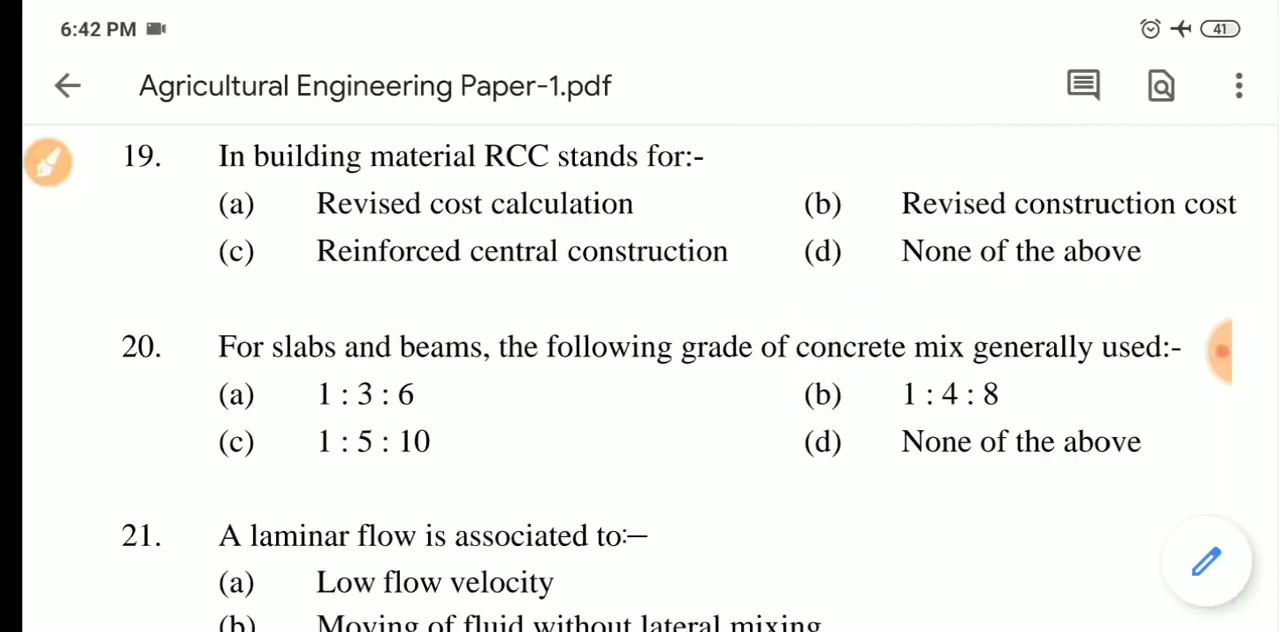 6:42 PM 41
Agricultural Engineering Paper-1.pdf
19. In building material RCC stands for:-
(a) Revised cost calculation (b) Revised construction cost
(c) Reinforced central construction (d) None of the above
20. For slabs and beams, the following grade of concrete mix generally used:-
(a) 1 : 3 : 6 (b) 1 : 4 : 8
(c) 1 : 5 : 10 (d) None of the above
21. A laminar flow is associated to:–
(a) Low flow velocity
(b) Moving of fluid without lateral mixing